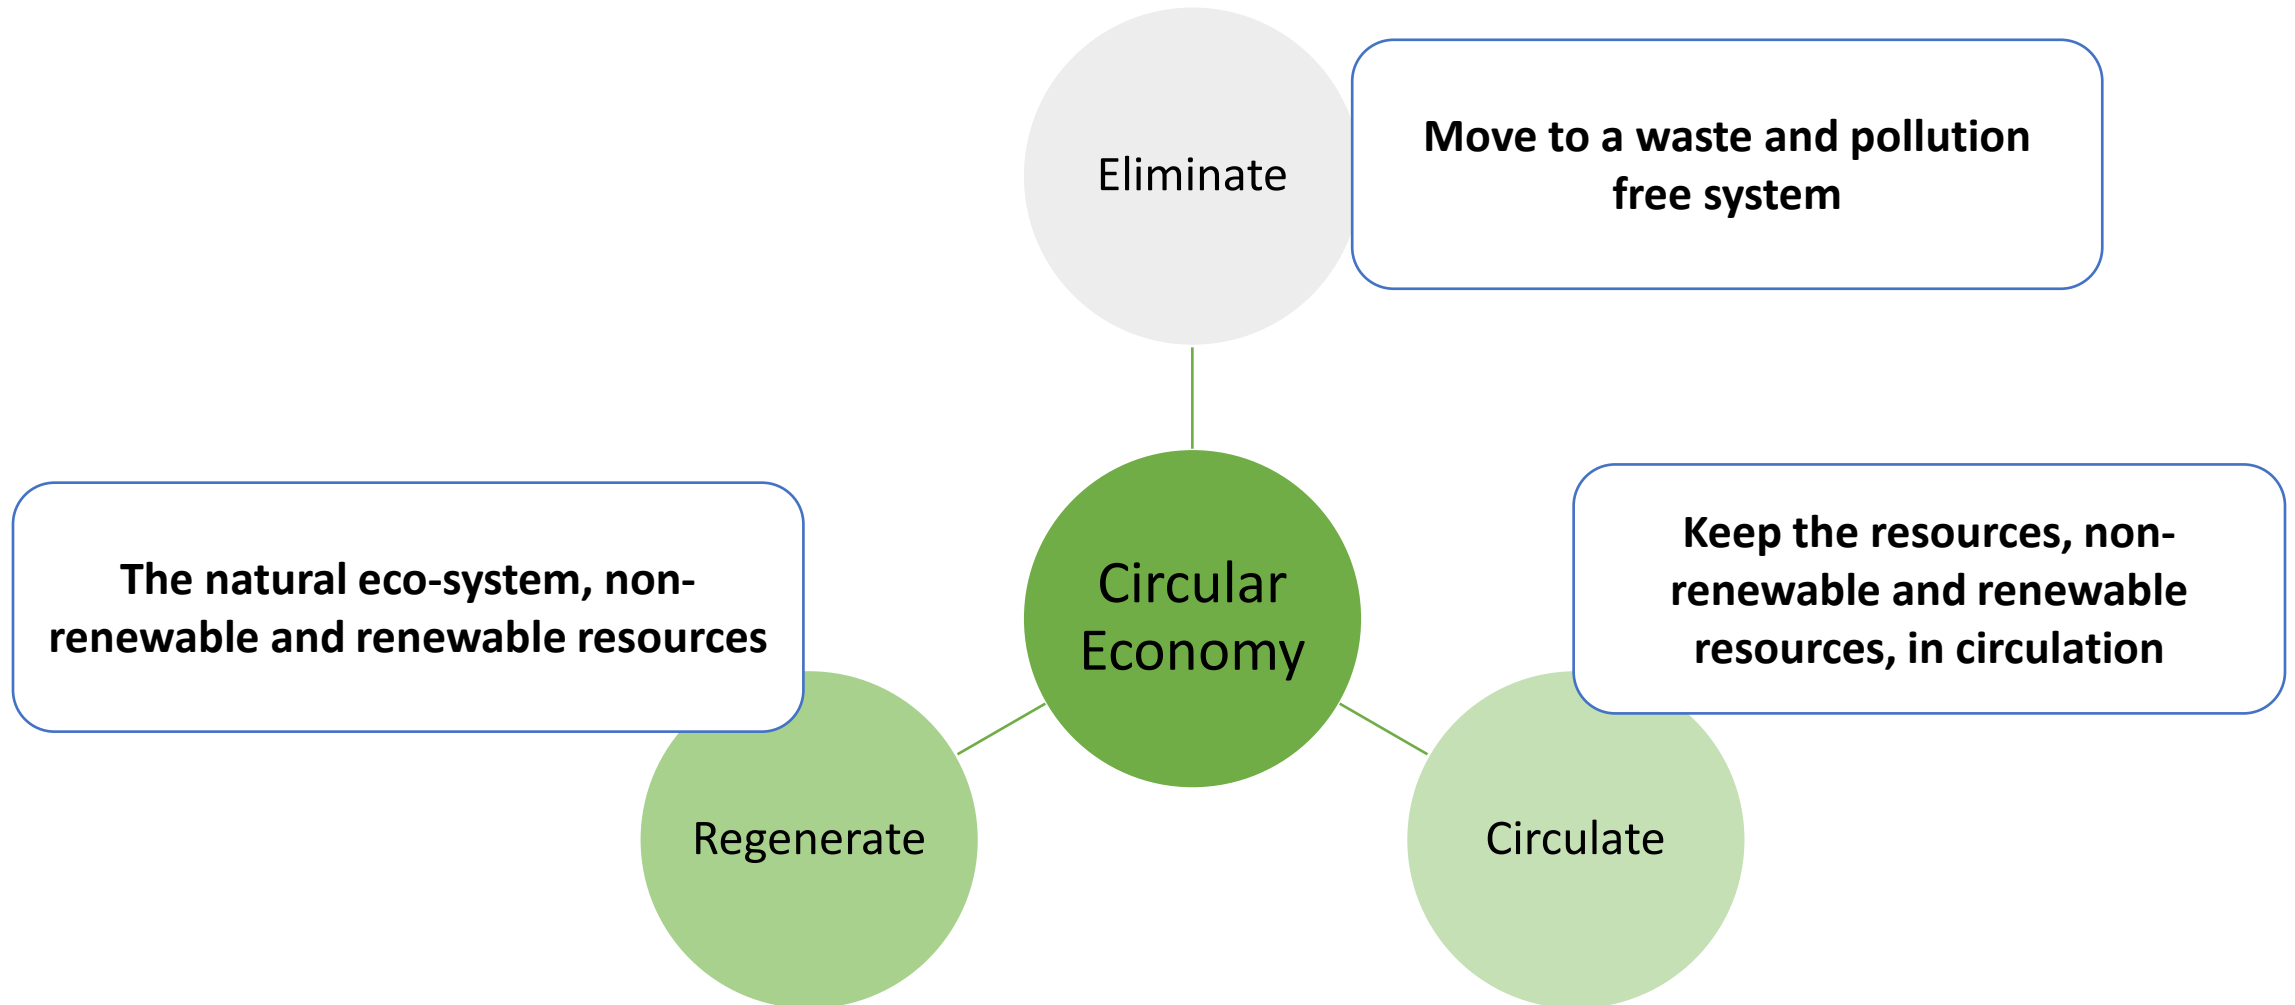 Eliminate
Move to a waste and pollution
free system
Circular
Economy
The natural eco-system, non-
renewable and renewable resources
Regenerate
Keep the resources, non-
renewable and renewable
resources, in circulation
Circulate